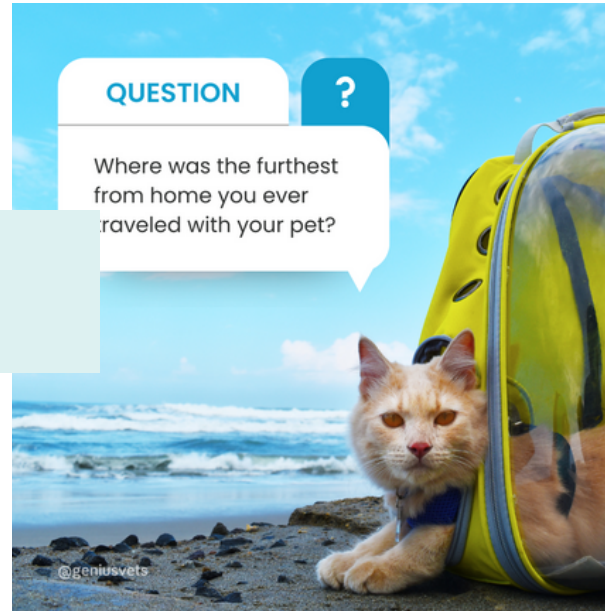 QUESTION
?
Where was the furthest
from home you ever
traveled with your pet?
@geniusvets